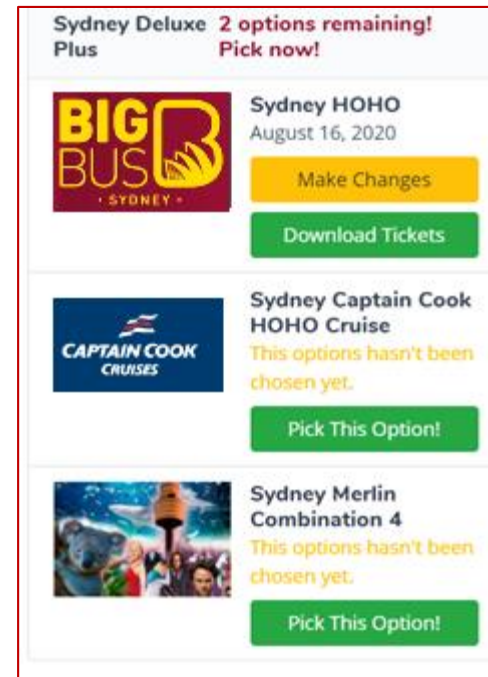 Sydney Deluxe Plus
2 options remaining! Pick now!
BIG
BUS
• SYDNEY •
Sydney HOHO
August 16, 2020
Make Changes
Download Tickets
CAPTAIN COOK
CRUISES
Sydney Captain Cook
HOHO Cruise
This options hasn't been
chosen yet.
Pick This Option!
Sydney Merlin
Combination 4
This options hasn't been
chosen yet.
Pick This Option!